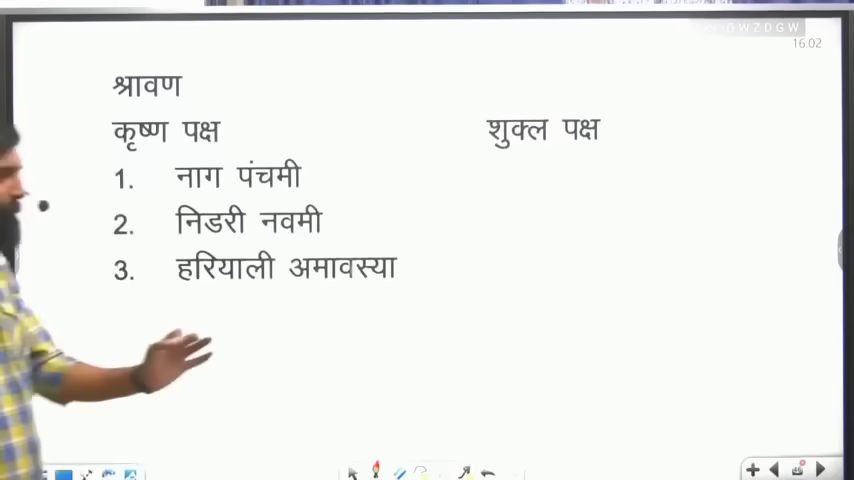 16:02
श्रावण
कृष्ण पक्ष शुक्ल पक्ष
1. नाग पंचमी
2. निडरी नवमी
3. हरियाली अमावस्या